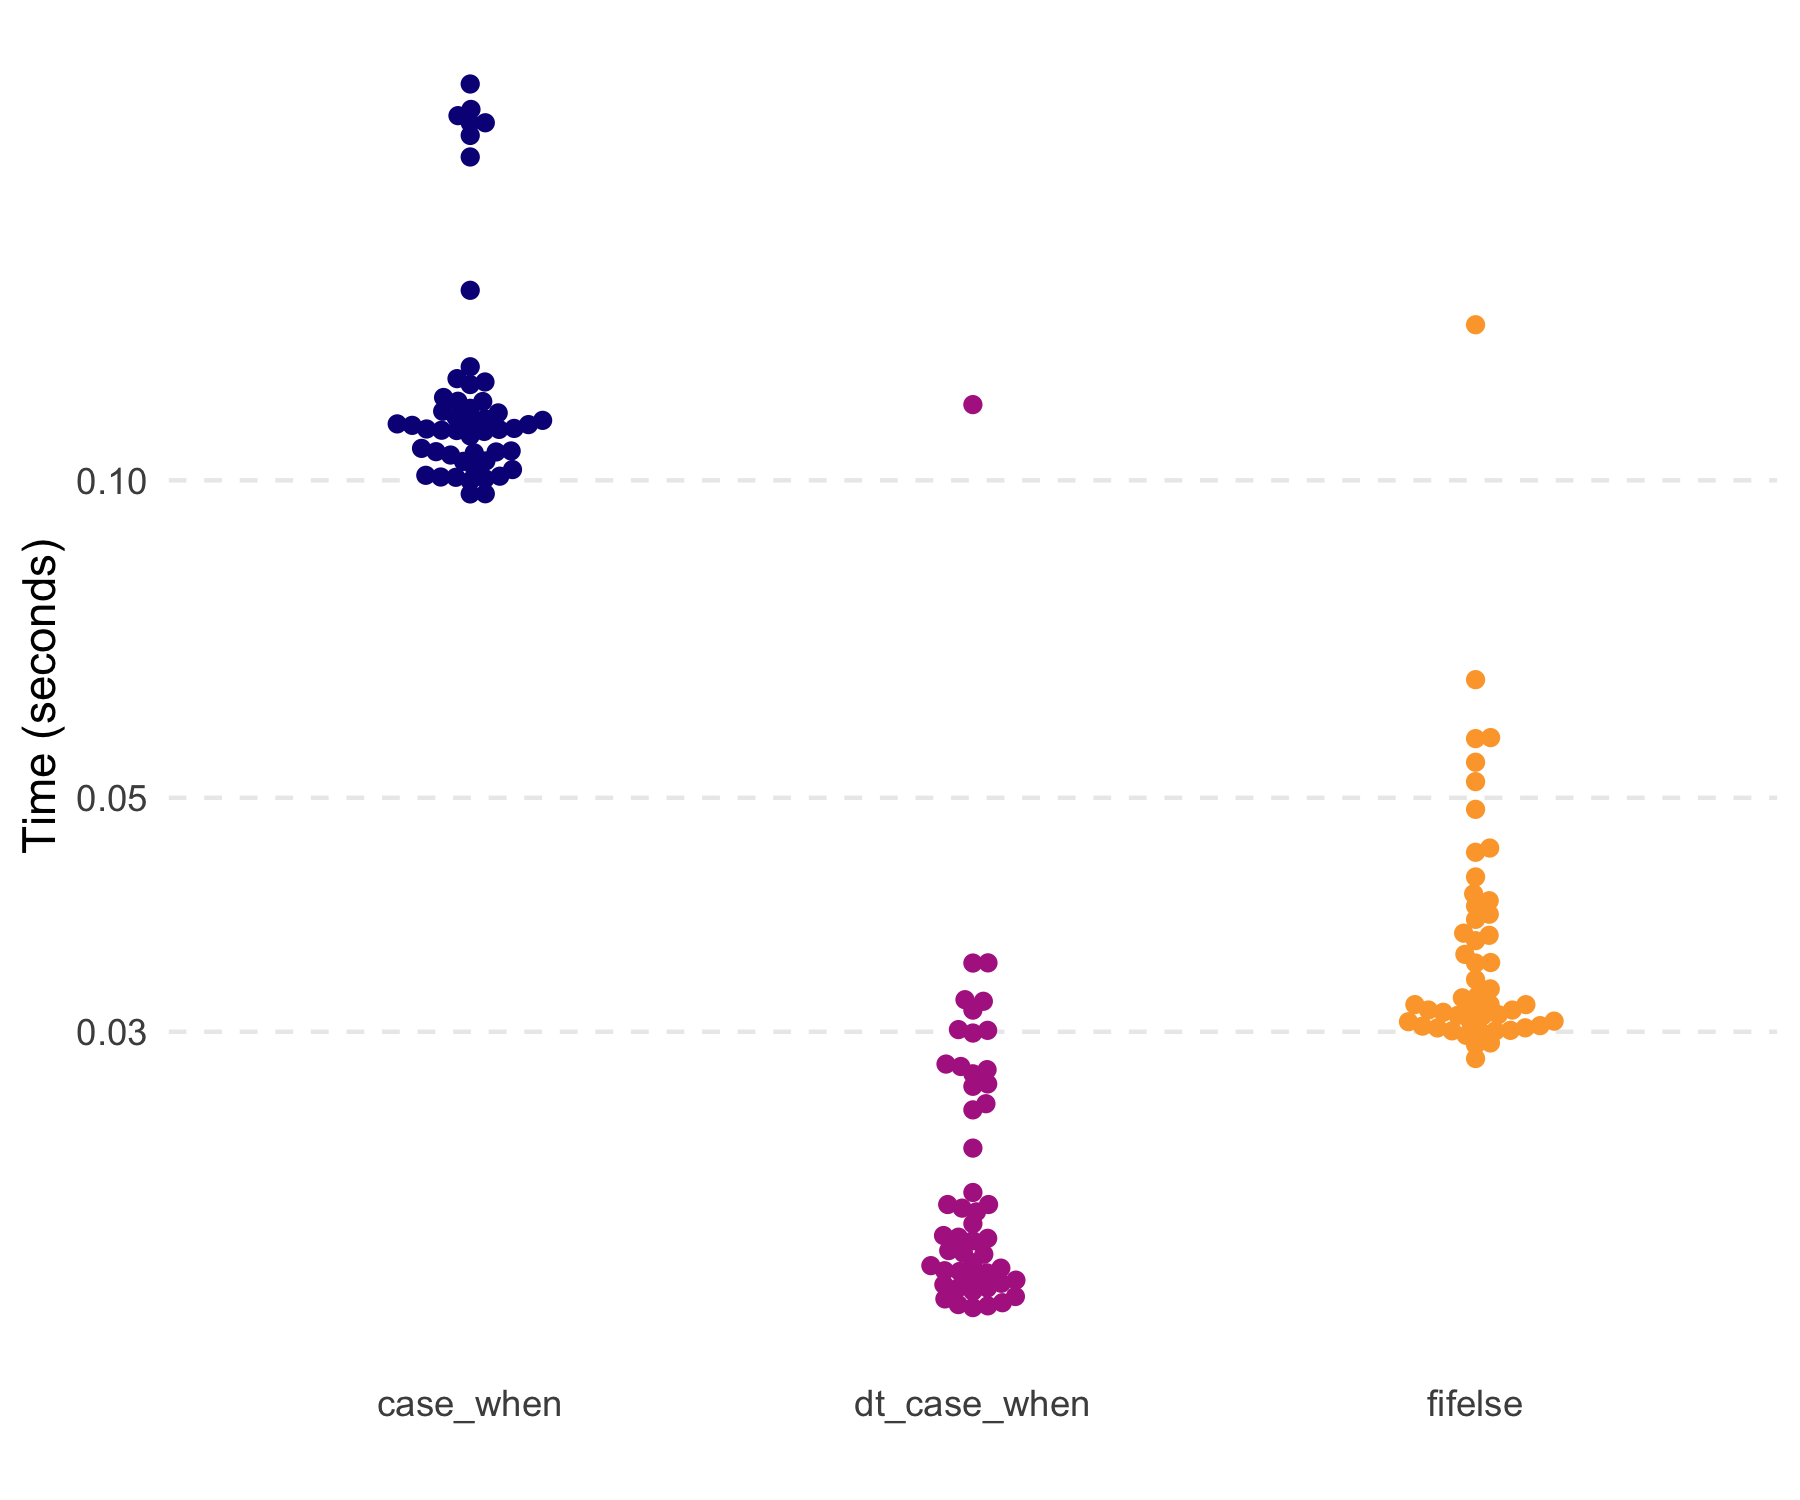 Time (seconds)
0.10
0.05
0.03
case_when
dt_case_when
fifelse